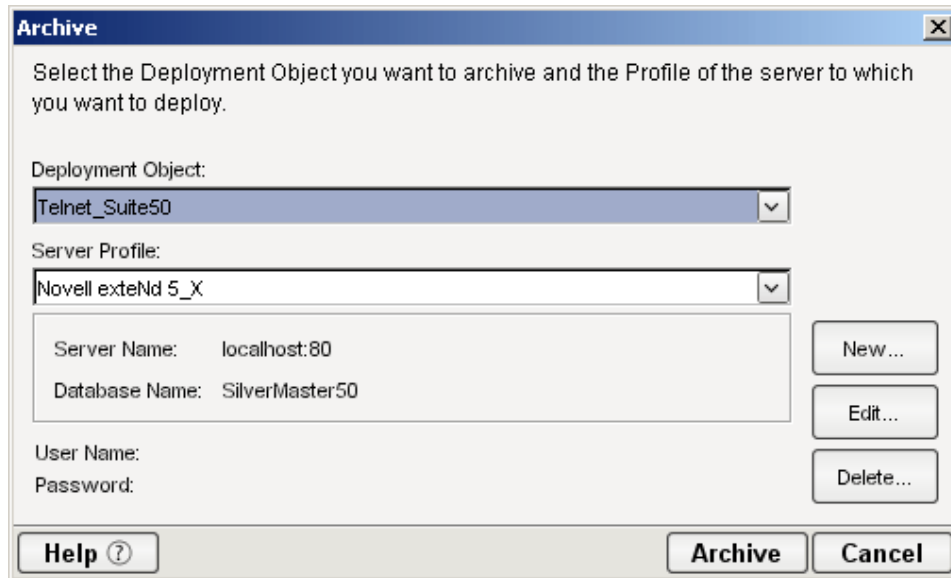 Archive
Select the Deployment Object you want to archive and the Profile of the server to which
you want to deploy.
Deployment Object:
Telnet_Suite50
Server Profile:
Novell exteNd 5_X
Server Name: localhost:80
New...
Database Name: SilverMaster50
Edit...
User Name:
Password:
Delete...
Help ?
Archive
Cancel